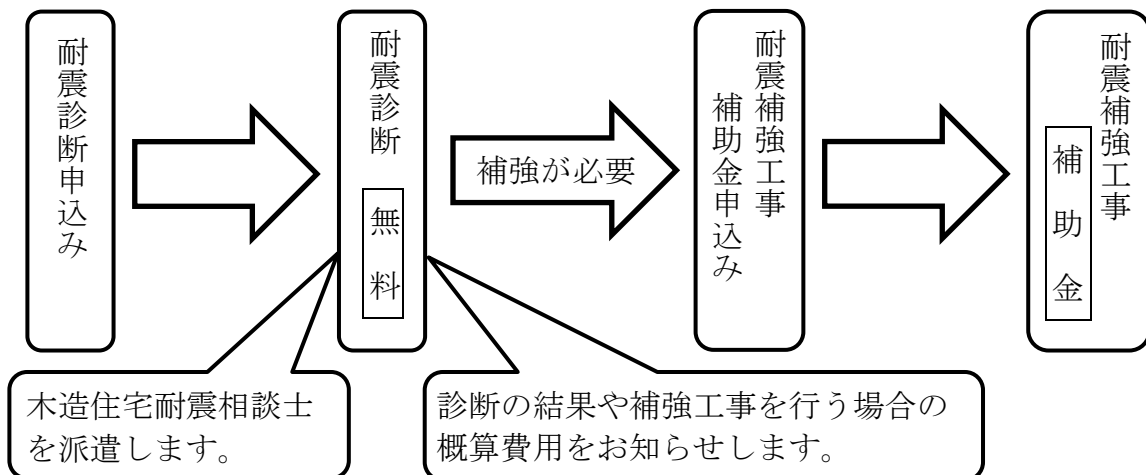 耐震診断申込み
耐震診断
無料
補強が必要
耐震補強工事
補助金申込み
耐震補強工事
補助金
木造住宅耐震相談士
を派遣します。
診断の結果や補強工事を行う場合の
概算費用をお知らせします。